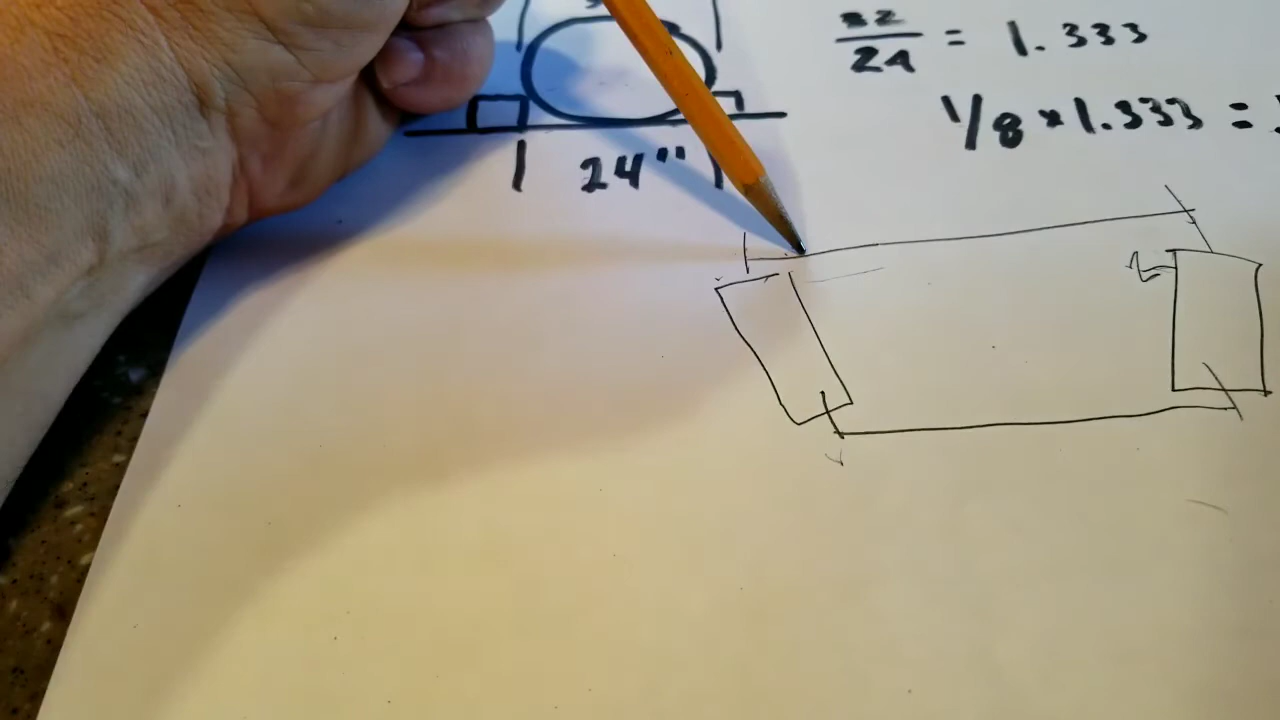 32/24 = 1.333
1/8 × 1.333 =
24"